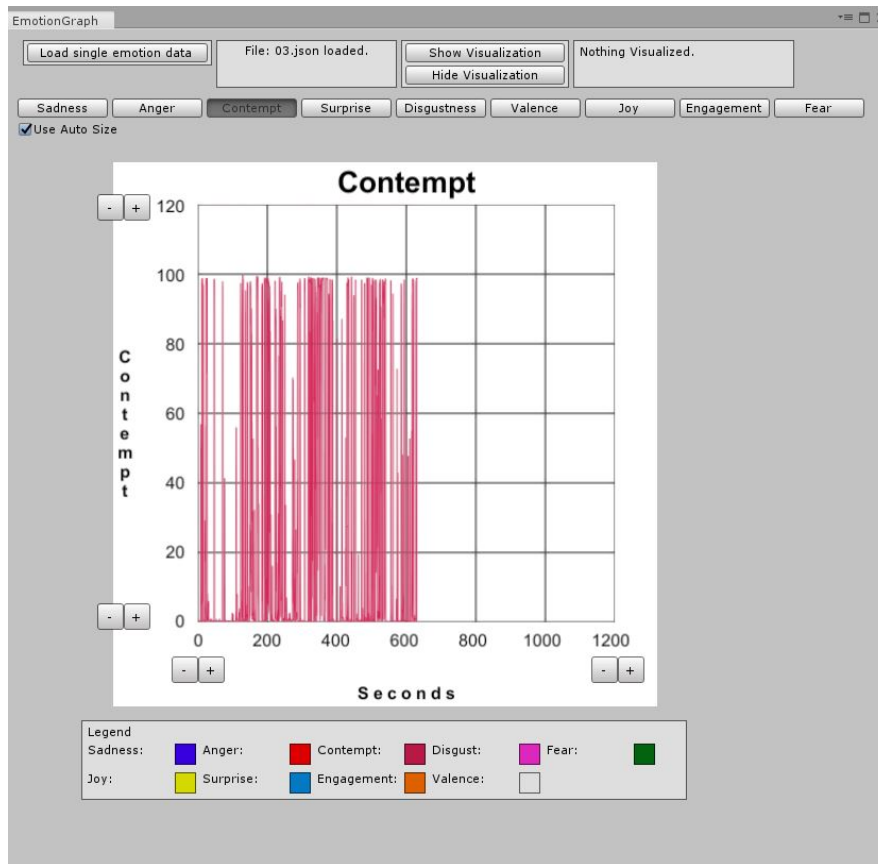 EmotionGraph
Load single emotion data
File: 03.json loaded.
Show Visualization
Nothing Visualized.
Hide Visualization
Sadness Anger Contempt Surprise Disgustness Valence Joy Engagement Fear
Use Auto Size
Contempt
- +
120
100
80
60
40
20
0
Contempt
- +
0 200 400 600 800 1000 1200
- + - +
Seconds
Legend
Sadness: Anger: Contempt: Disgust: Fear:
Joy: Surprise: Engagement: Valence: